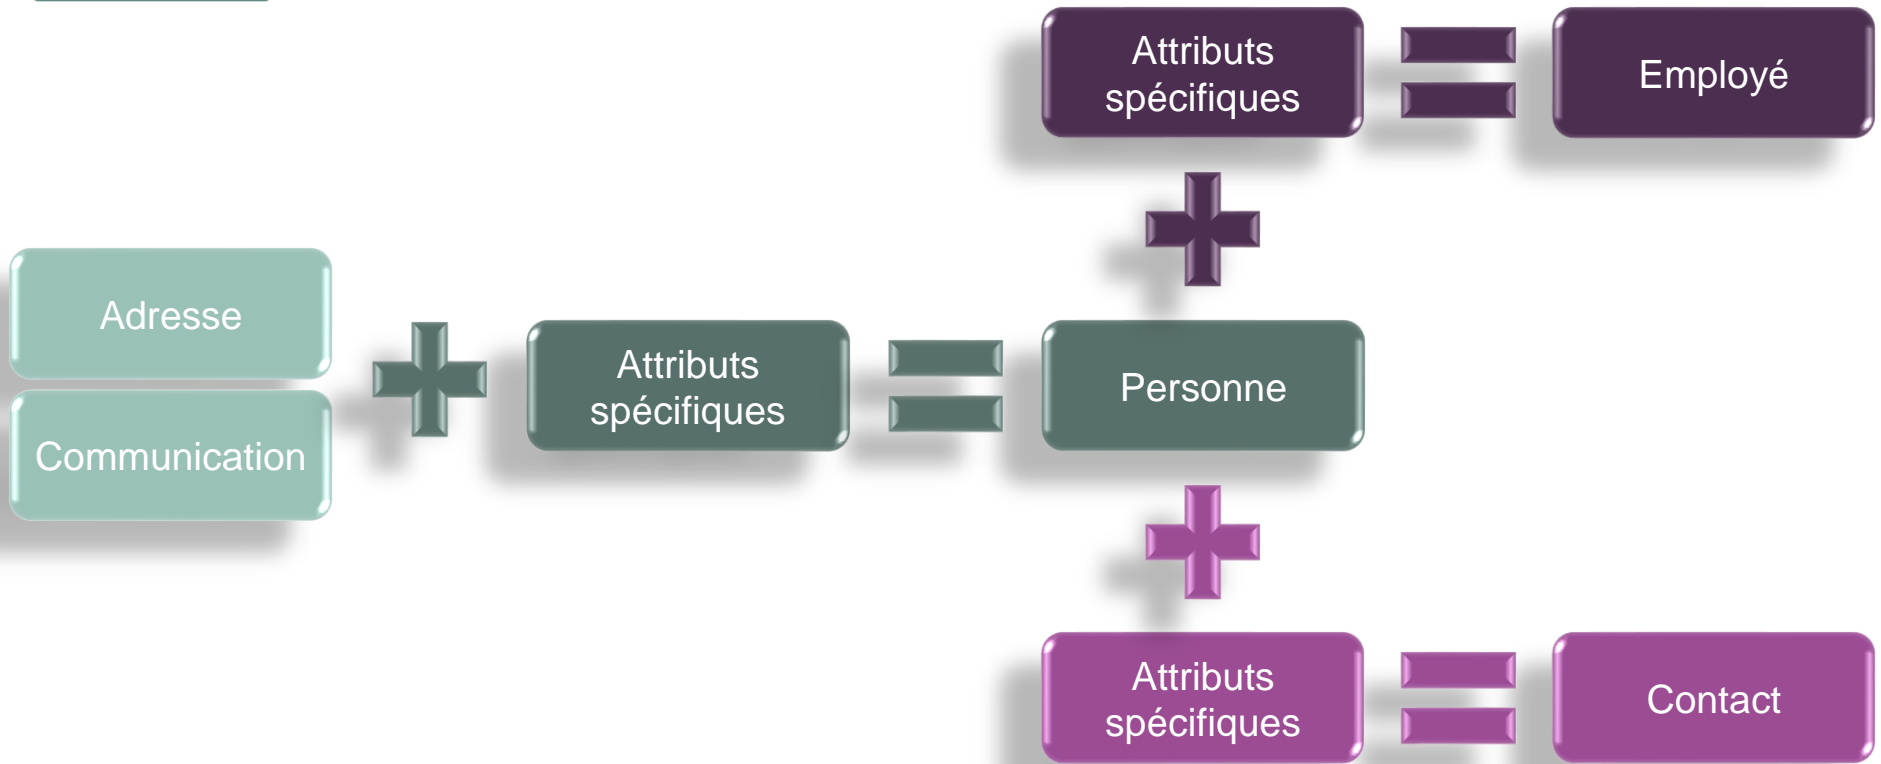 Attributs
spécifiques
Employé
Adresse
Communication
Attributs
spécifiques
Personne
Attributs
spécifiques
Contact